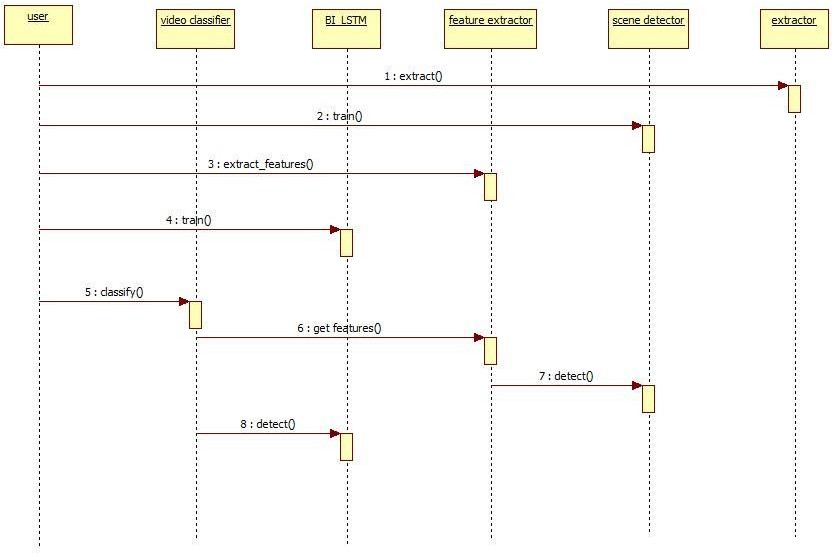 user
video classifier
BI_LSTM
feature extractor
scene detector
extractor
1 : extract()
2 : train()
3 : extract_features()
4 : train()
5 : classify()
6 : get features()
7 : detect()
8 : detect()